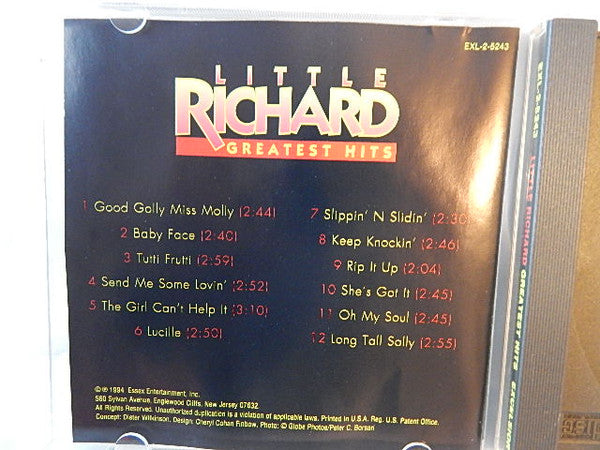 EXL-2-5243
LITTLE
RICHARD
GREATEST HITS
1 Good Golly Miss Molly (2:44)
2 Baby Face (2:40)
3 Tutti Frutti (2:59)
4 Send Me Some Lovin' (2:52)
5 The Girl Can't Help It (3:10)
6 Lucille (2:50)
7 Slippin' N Slidin' (2:30)
8 Keep Knockin' (2:46)
9 Rip It Up (2:04)
10 She's Got It (2:45)
11 Oh My Soul (2:45)
12 Long Tall Sally (2:55)
©℗ 1994 Essex Entertainment, Inc.
560 Sylvan Avenue, Englewood Cliffs, New Jersey 07632.
All Rights Reserved. Unauthorized duplication is a violation of applicable laws. Printed in U.S.A. Reg. U.S. Patent Office.
Concept: Dieter Wilkinson. Design: Cheryl Cohan Finbow, Photo: © Globe Photos/Peter C. Borsari
EXL-2-5243 LITTLE RICHARD GREATEST HITS